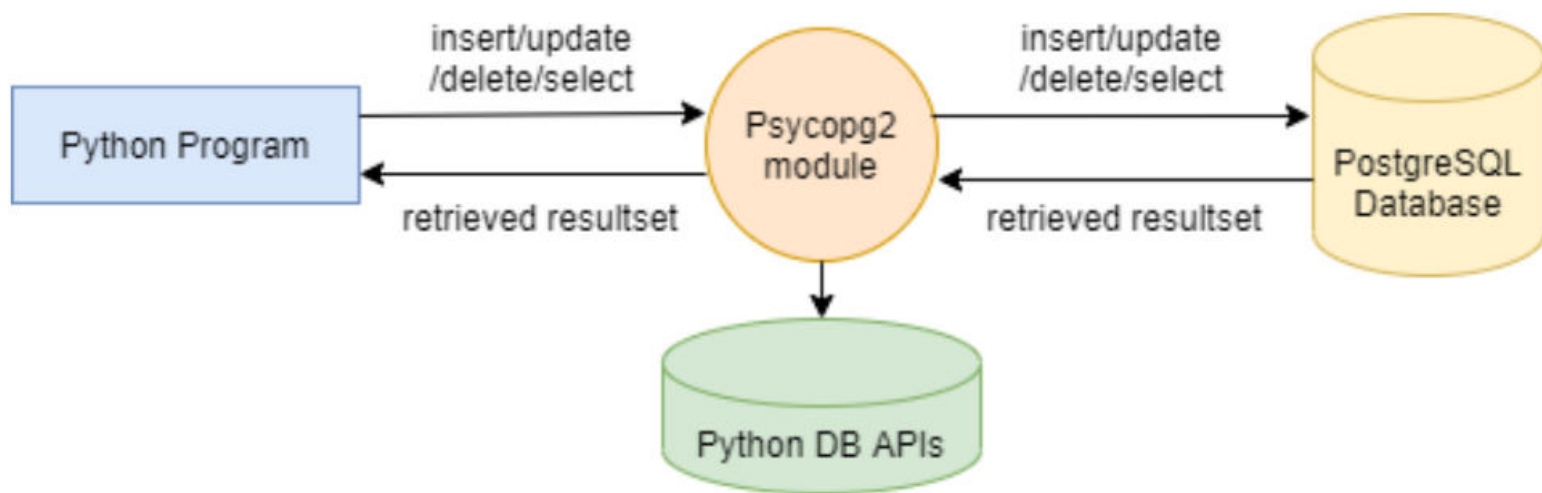 insert/update
/delete/select
insert/update
/delete/select
Python Program
Psycopg2
module
PostgreSQL
Database
retrieved resultset
retrieved resultset
Python DB APIs